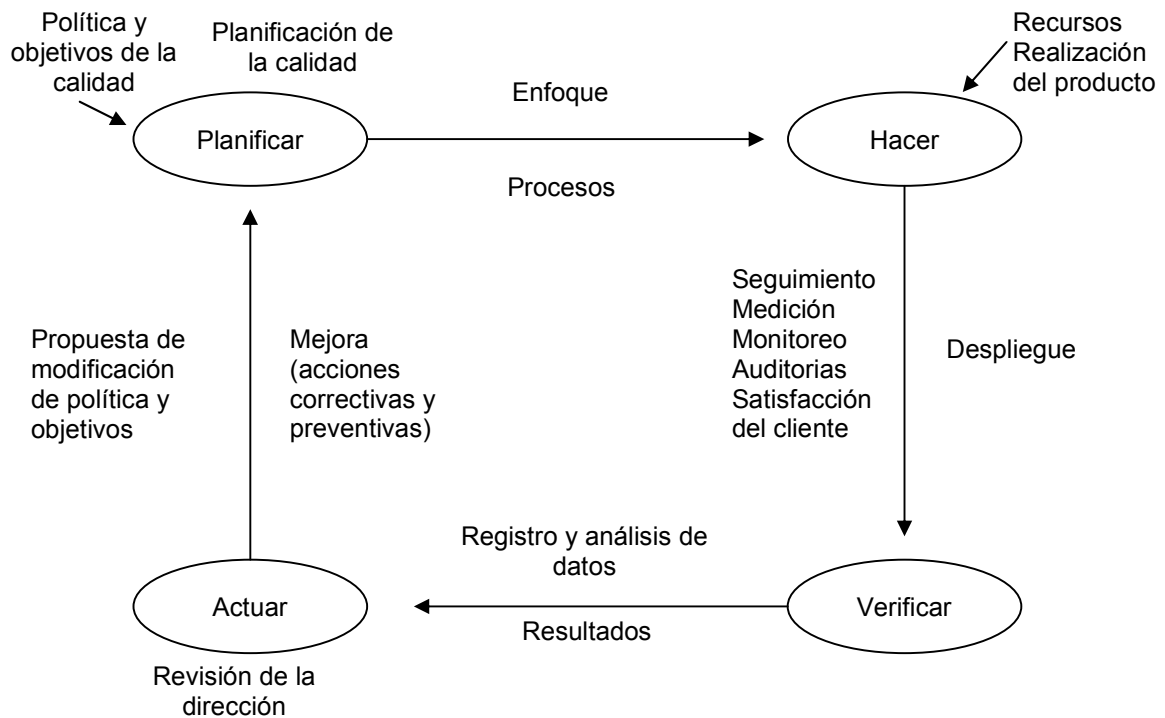 Política y
objetivos de la
calidad
Planificación de
la calidad
Recursos
Realización
del producto
Planificar
Enfoque
Procesos
Hacer
Seguimiento
Medición
Monitoreo
Auditorias
Satisfacción
del cliente
Despliegue
Propuesta de
modificación
de política y
objetivos
Mejora
(acciones
correctivas y
preventivas)
Registro y análisis de
datos
Resultados
Actuar
Verificar
Revisión de la
dirección